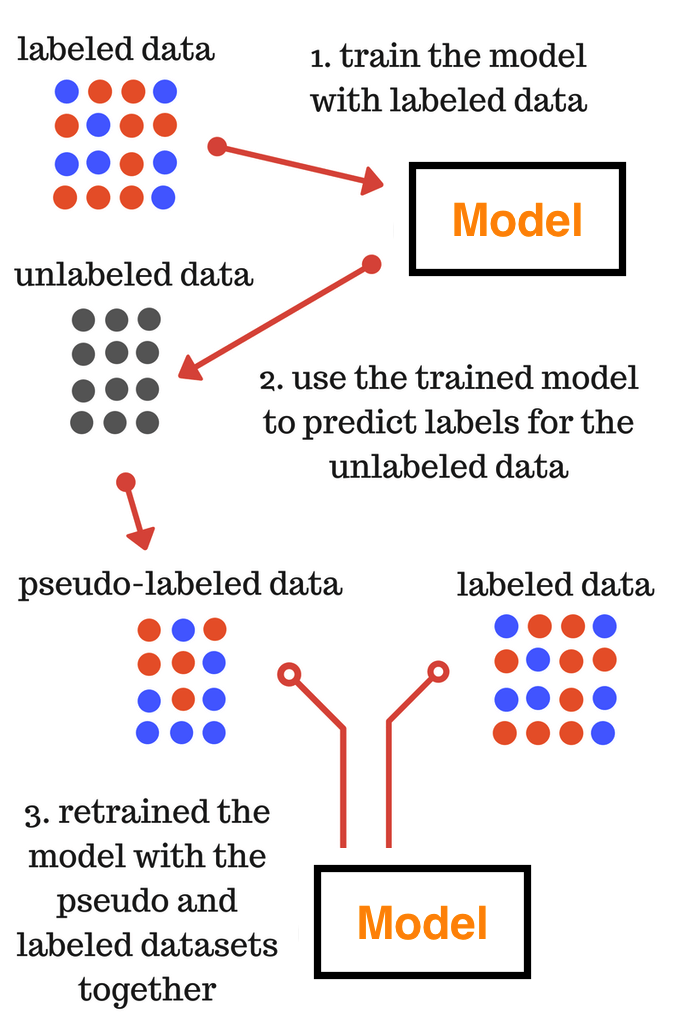 labeled data
1. train the model
with labeled data
Model
unlabeled data
2. use the trained model
to predict labels for the
unlabeled data
pseudo-labeled data
labeled data
3. retrained the
model with the
pseudo and
labeled datasets
together
Model